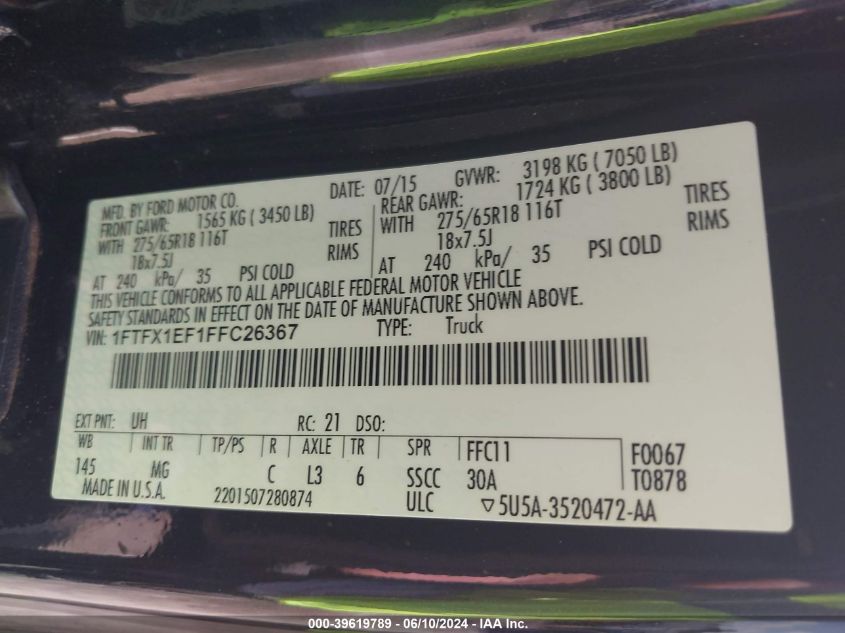 MFD. BY FORD MOTOR CO. DATE: 07/15 GVWR: 3198 KG ( 7050 LB)
FRONT GAWR: 1565 KG ( 3450 LB) REAR GAWR: 1724 KG ( 3800 LB)
WITH 275/65R18 116T TIRES WITH 275/65R18 116T TIRES
18x7.5J RIMS 18x7.5J RIMS
AT 240 kPa/ 35 PSI COLD AT 240 kPa/ 35 PSI COLD
THIS VEHICLE CONFORMS TO ALL APPLICABLE FEDERAL MOTOR VEHICLE
SAFETY STANDARDS IN EFFECT ON THE DATE OF MANUFACTURE SHOWN ABOVE.
VIN: 1FTFX1EF1FFC26367 TYPE: Truck
EXT PNT: UH RC: 21 DSO:
WB INT TR TP/PS R AXLE TR SPR FFC11 F0067
145 MG C L3 6 SSCC 30A T0878
MADE IN U.S.A. 2201507280874 ULC ▽5U5A-3520472-AA
000-39619789 - 06/10/2024 - IAA Inc.